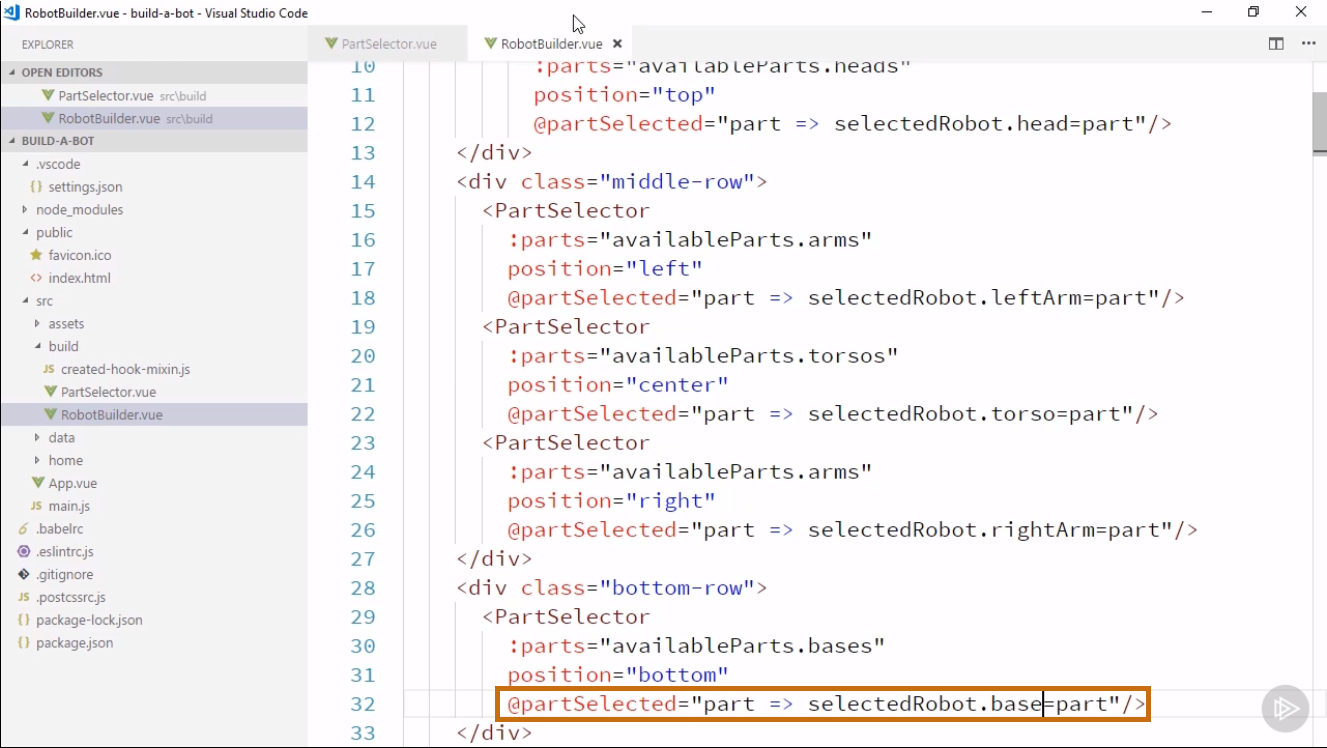 RobotBuilder.vue - build-a-bot - Visual Studio Code
EXPLORER
OPEN EDITORS
PartSelector.vue src\build
RobotBuilder.vue src\build
BUILD-A-BOT
.vscode
{} settings.json
node_modules
public
favicon.ico
<> index.html
src
assets
build
JS created-hook-mixin.js
PartSelector.vue
RobotBuilder.vue
data
home
App.vue
JS main.js
.babelrc
.eslintrc.js
.gitignore
JS .postcssrc.js
{} package-lock.json
{} package.json
PartSelector.vue
RobotBuilder.vue
10 :parts="availableParts.heads"
11 position="top"
12 @partSelected="part => selectedRobot.head=part"/>
13 </div>
14 <div class="middle-row">
15 <PartSelector
16 :parts="availableParts.arms"
17 position="left"
18 @partSelected="part => selectedRobot.leftArm=part"/>
19 <PartSelector
20 :parts="availableParts.torsos"
21 position="center"
22 @partSelected="part => selectedRobot.torso=part"/>
23 <PartSelector
24 :parts="availableParts.arms"
25 position="right"
26 @partSelected="part => selectedRobot.rightArm=part"/>
27 </div>
28 <div class="bottom-row">
29 <PartSelector
30 :parts="availableParts.bases"
31 position="bottom"
32 @partSelected="part => selectedRobot.base=part"/>
33 </div>